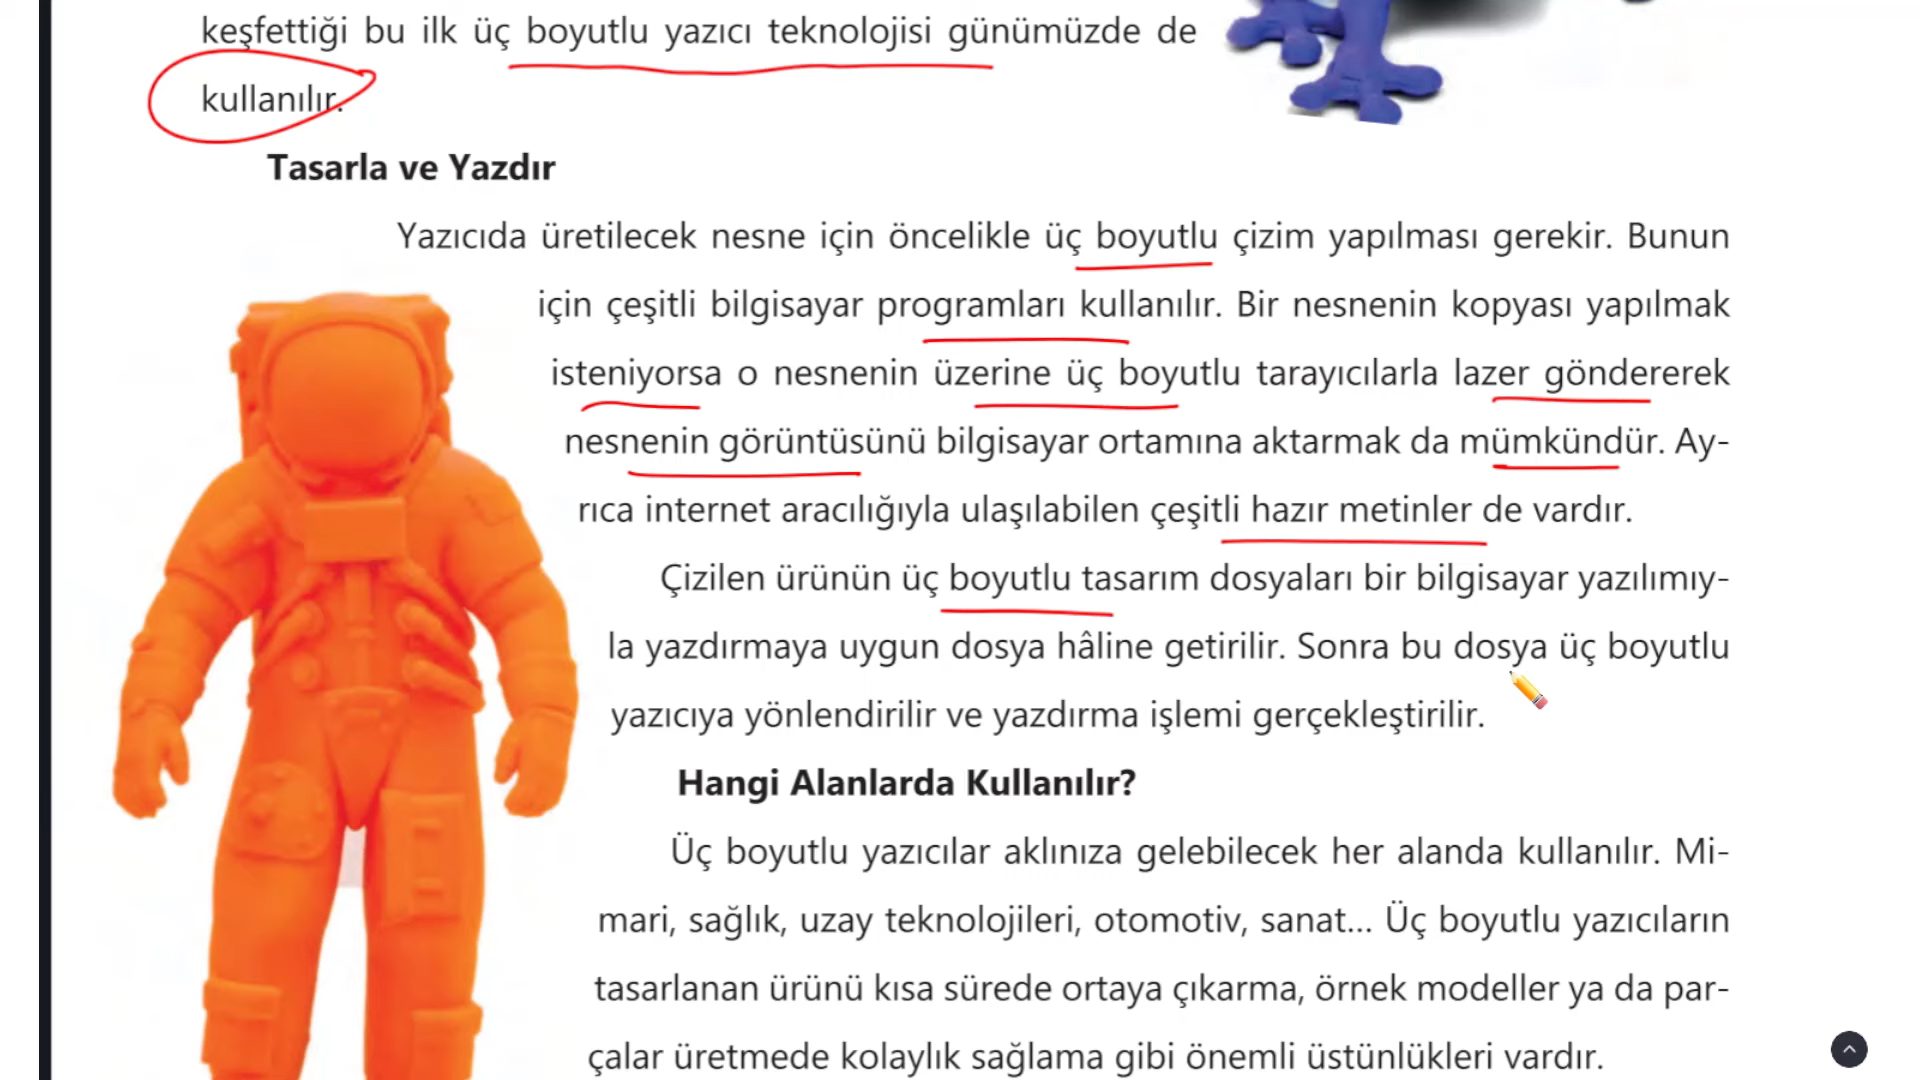 keşfettiği bu ilk üç boyutlu yazıcı teknolojisi günümüzde de
kullanılır.
Tasarla ve Yazdır
Yazıcıda üretilecek nesne için öncelikle üç boyutlu çizim yapılması gerekir. Bunun
için çeşitli bilgisayar programları kullanılır. Bir nesnenin kopyası yapılmak
isteniyorsa o nesnenin üzerine üç boyutlu tarayıcılarla lazer göndererek
nesnenin görüntüsünü bilgisayar ortamına aktarmak da mümkündür. Ay-
rıca internet aracılığıyla ulaşılabilen çeşitli hazır metinler de vardır.
Çizilen ürünün üç boyutlu tasarım dosyaları bir bilgisayar yazılımıy-
la yazdırmaya uygun dosya hâline getirilir. Sonra bu dosya üç boyutlu
yazıcıya yönlendirilir ve yazdırma işlemi gerçekleştirilir.
Hangi Alanlarda Kullanılır?
Üç boyutlu yazıcılar aklınıza gelebilecek her alanda kullanılır. Mi-
mari, sağlık, uzay teknolojileri, otomotiv, sanat... Üç boyutlu yazıcıların
tasarlanan ürünü kısa sürede ortaya çıkarma, örnek modeller ya da par-
çalar üretmede kolaylık sağlama gibi önemli üstünlükleri vardır.